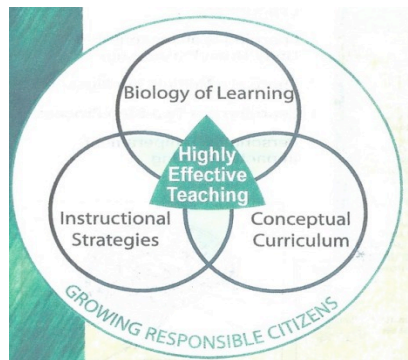 Biology of Learning
Highly
Effective
Teaching
Instructional
Strategies
Conceptual
Curriculum
GROWING RESPONSIBLE CITIZENS